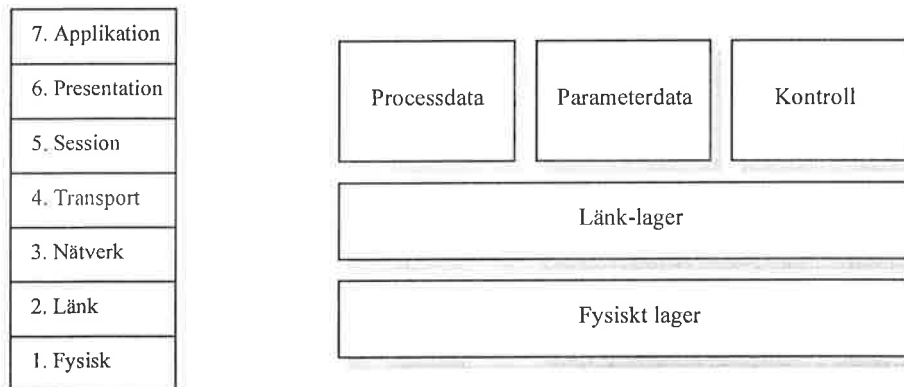 7. Applikation
6. Presentation
5. Session
4. Transport
3. Nätverk
2. Länk
1. Fysisk
Processdata
Parameterdata
Kontroll
Länk-lager
Fysiskt lager